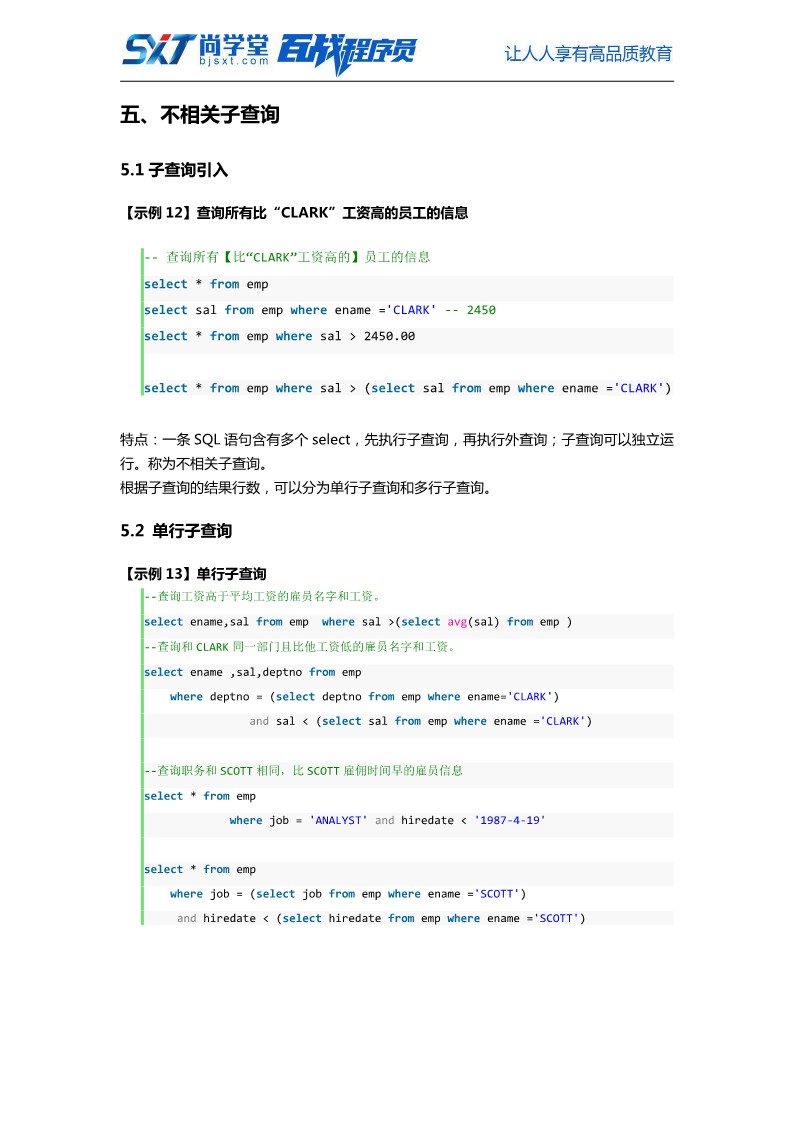 SXT 尚学堂 百战程序员 让人人享有高品质教育
bjsxt.com
五、不相关子查询
5.1 子查询引入
【示例 12】查询所有比“CLARK”工资高的员工的信息
-- 查询所有【比“CLARK”工资高的】员工的信息
select * from emp
select sal from emp where ename ='CLARK' -- 2450
select * from emp where sal > 2450.00
select * from emp where sal > (select sal from emp where ename ='CLARK')
特点：一条 SQL 语句含有多个 select，先执行子查询，再执行外查询；子查询可以独立运
行。称为不相关子查询。
根据子查询的结果行数，可以分为单行子查询和多行子查询。
5.2 单行子查询
【示例 13】单行子查询
--查询工资高于平均工资的雇员名字和工资。
select ename,sal from emp  where sal >(select avg(sal) from emp )
--查询和 CLARK 同一部门且比他工资低的雇员名字和工资。
select ename ,sal,deptno from emp
where deptno = (select deptno from emp where ename='CLARK')
and sal < (select sal from emp where ename ='CLARK')
--查询职务和 SCOTT 相同，比 SCOTT 雇佣时间早的雇员信息
select * from emp
where job = 'ANALYST' and hiredate < '1987-4-19'
select * from emp
where job = (select job from emp where ename ='SCOTT')
and hiredate < (select hiredate from emp where ename ='SCOTT')